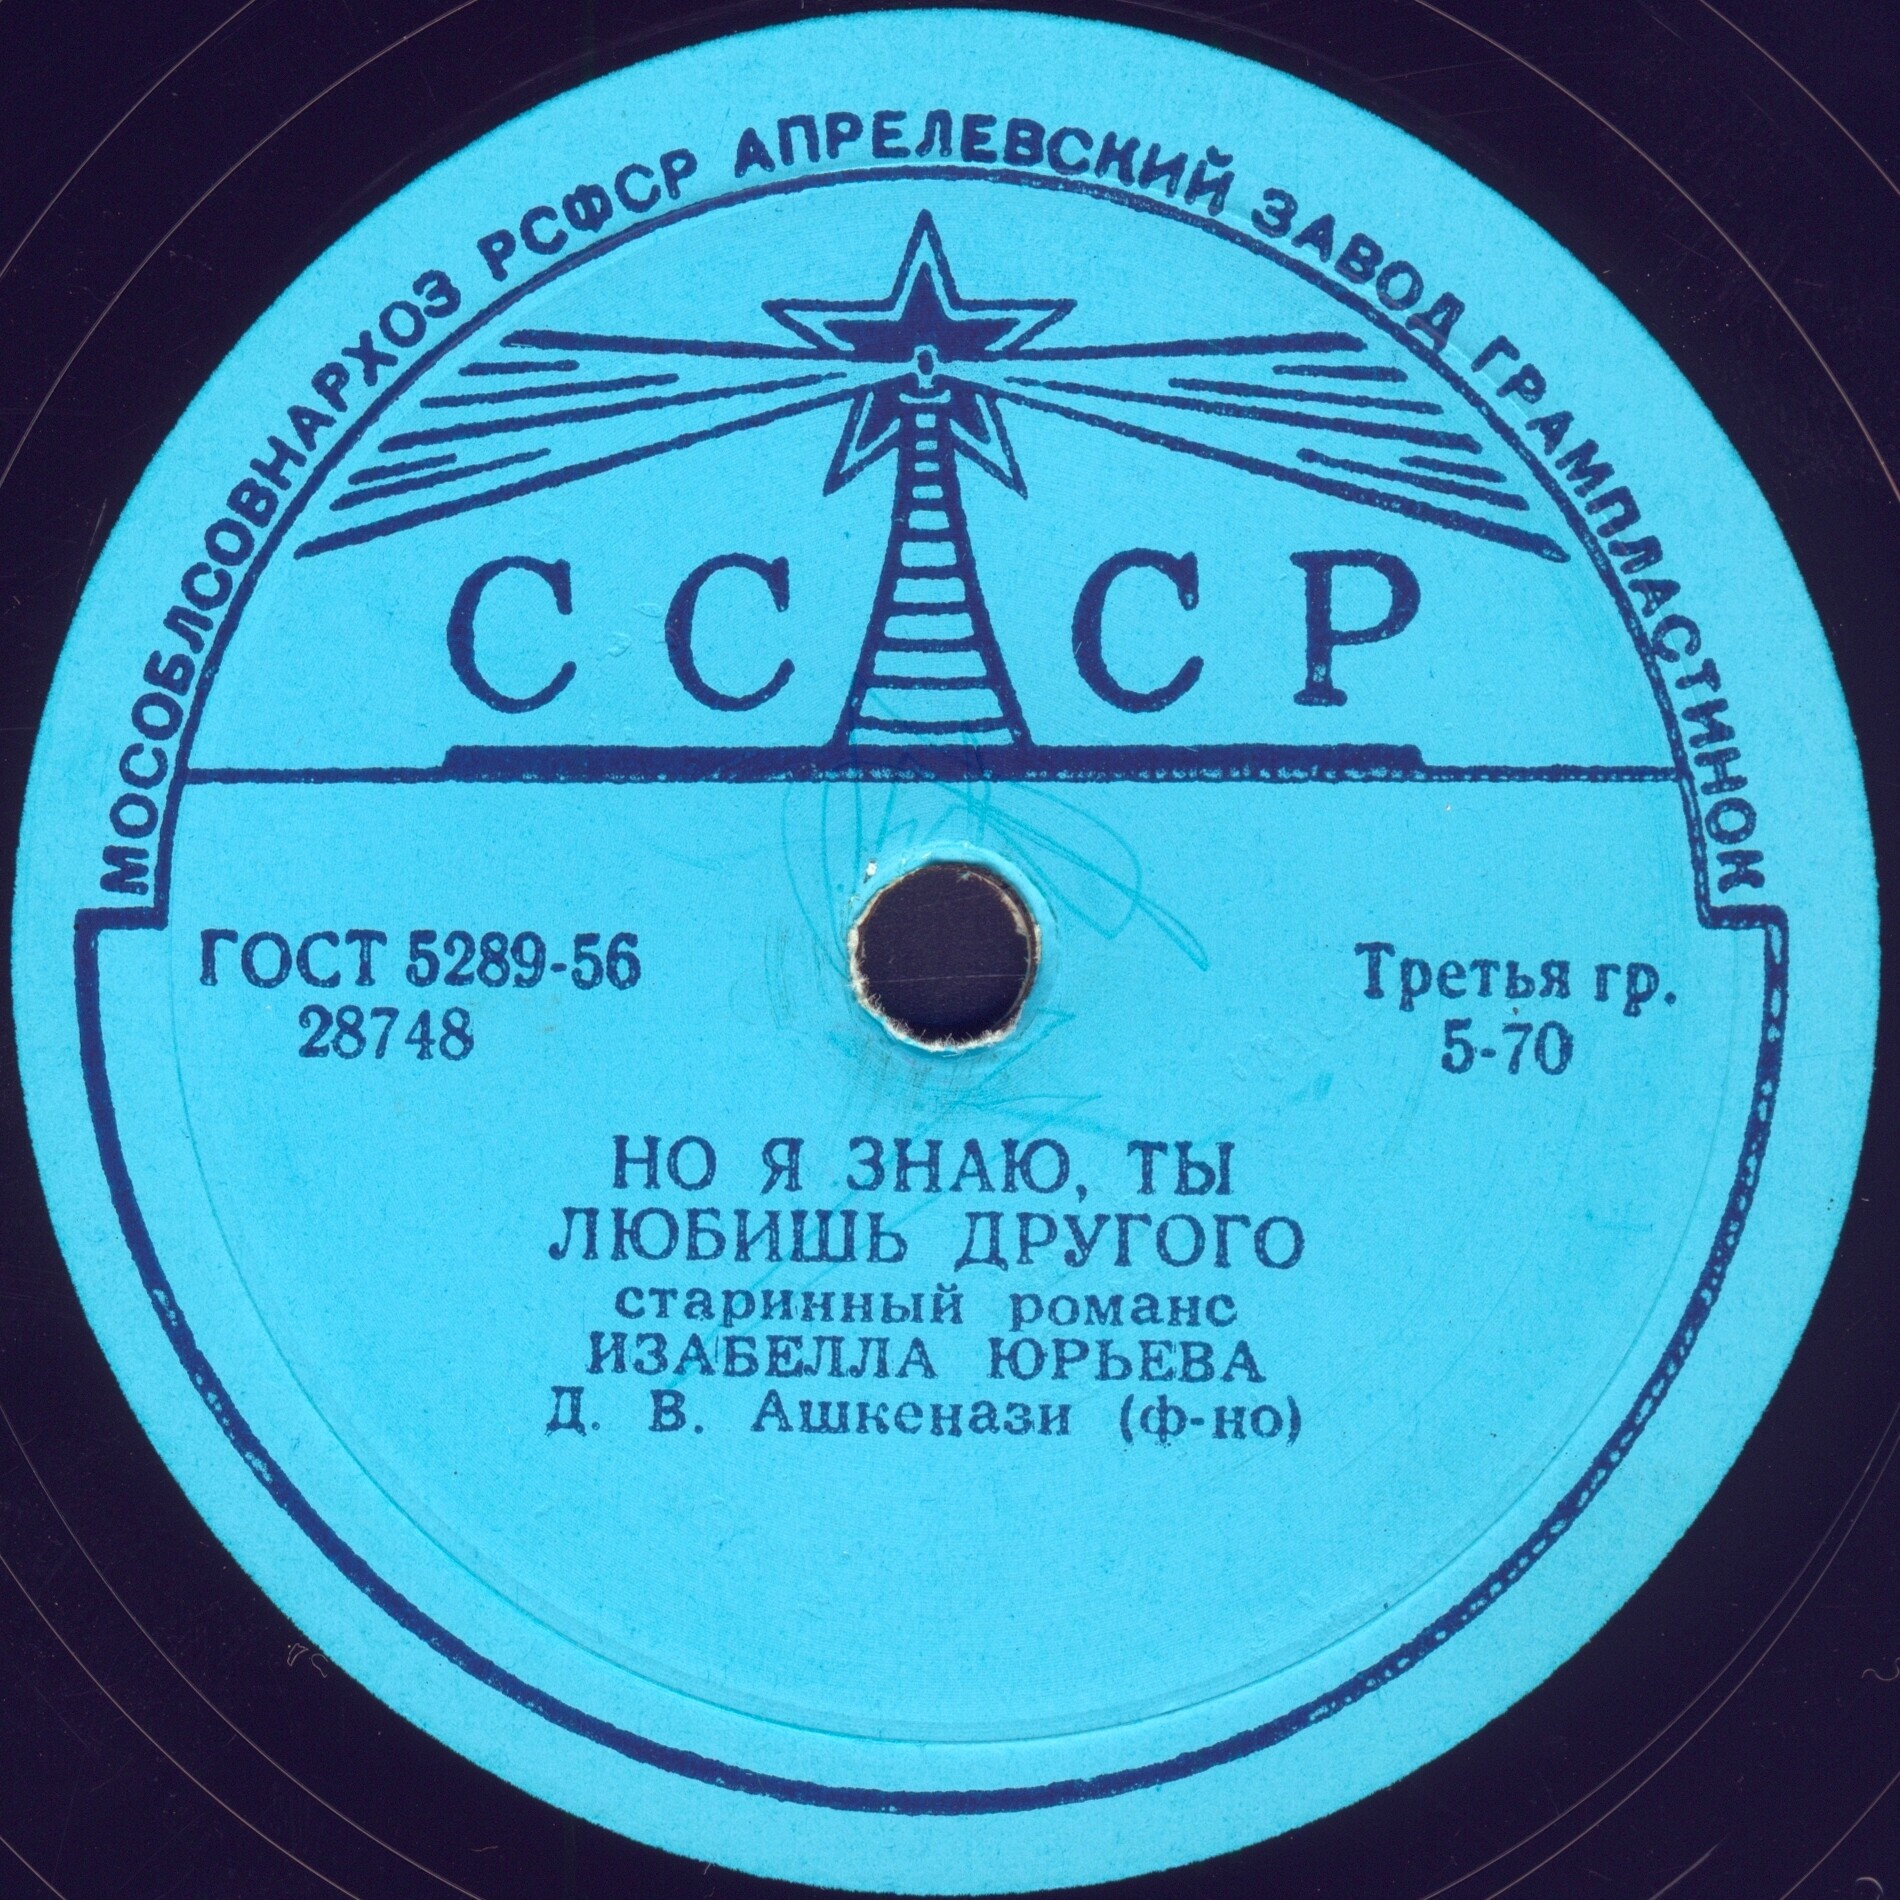 МОСОБЛСОВНАРХОЗ РСФСР АПРЕЛЕВСКИЙ ЗАВОД ГРАМПЛАСТИНОК
СССР
ГОСТ 5289-56
28748
Третья гр.
5-70
НО Я ЗНАЮ, ТЫ
ЛЮБИШЬ ДРУГОГО
старинный романс
ИЗАБЕЛЛА ЮРЬЕВА
Д. В. Ашкенази (ф-но)